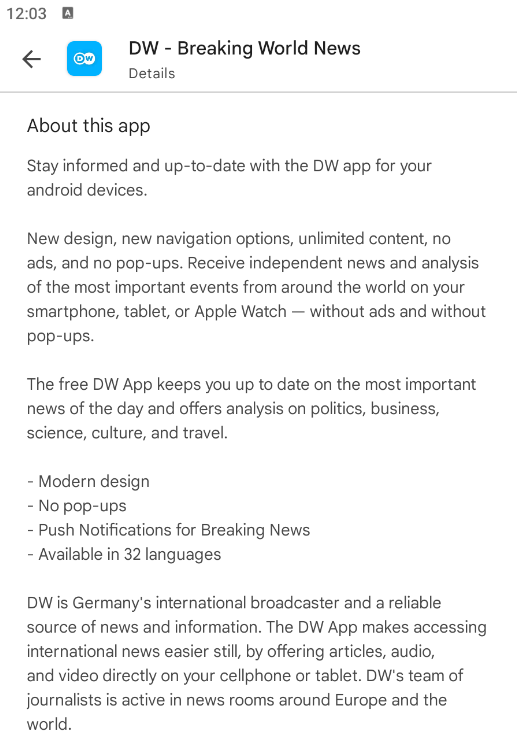 12:03 A
DW - Breaking World News
Details
About this app
Stay informed and up-to-date with the DW app for your
android devices.
New design, new navigation options, unlimited content, no
ads, and no pop-ups. Receive independent news and analysis
of the most important events from around the world on your
smartphone, tablet, or Apple Watch — without ads and without
pop-ups.
The free DW App keeps you up to date on the most important
news of the day and offers analysis on politics, business,
science, culture, and travel.
- Modern design
- No pop-ups
- Push Notifications for Breaking News
- Available in 32 languages
DW is Germany's international broadcaster and a reliable
source of news and information. The DW App makes accessing
international news easier still, by offering articles, audio,
and video directly on your cellphone or tablet. DW's team of
journalists is active in news rooms around Europe and the
world.